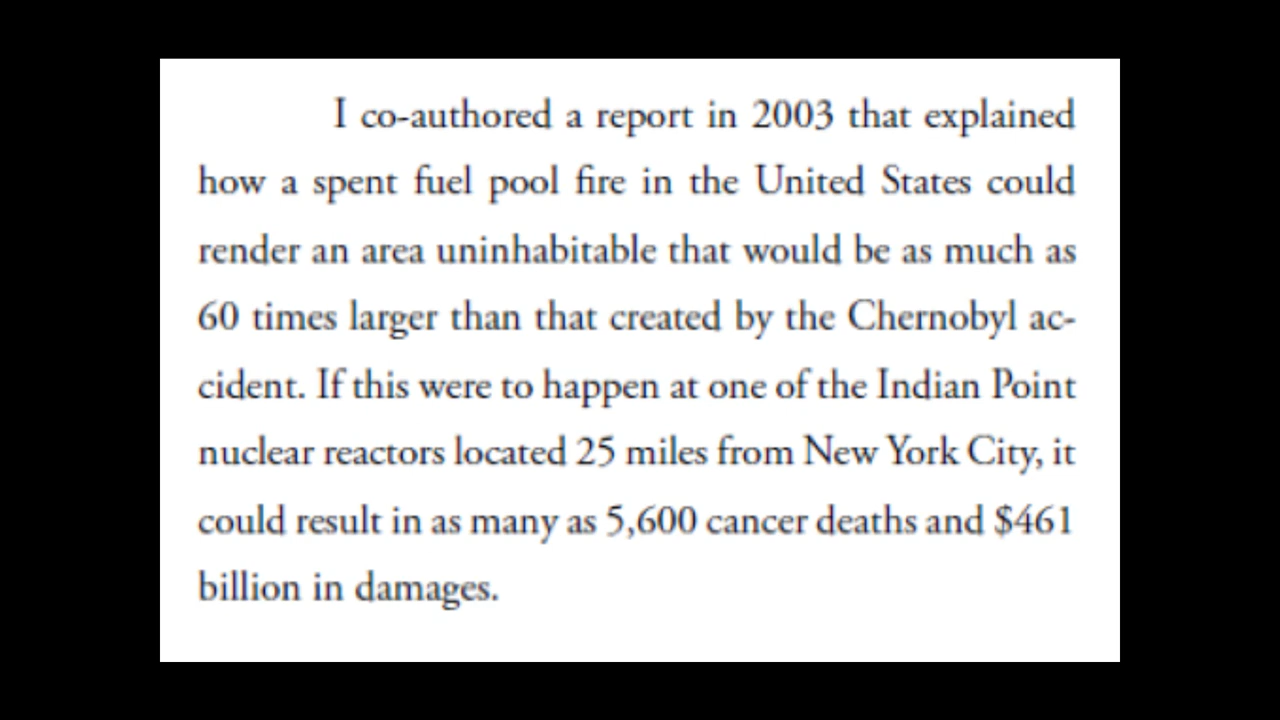 I co-authored a report in 2003 that explained
how a spent fuel pool fire in the United States could
render an area uninhabitable that would be as much as
60 times larger than that created by the Chernobyl ac-
cident. If this were to happen at one of the Indian Point
nuclear reactors located 25 miles from New York City, it
could result in as many as 5,600 cancer deaths and $461
billion in damages.